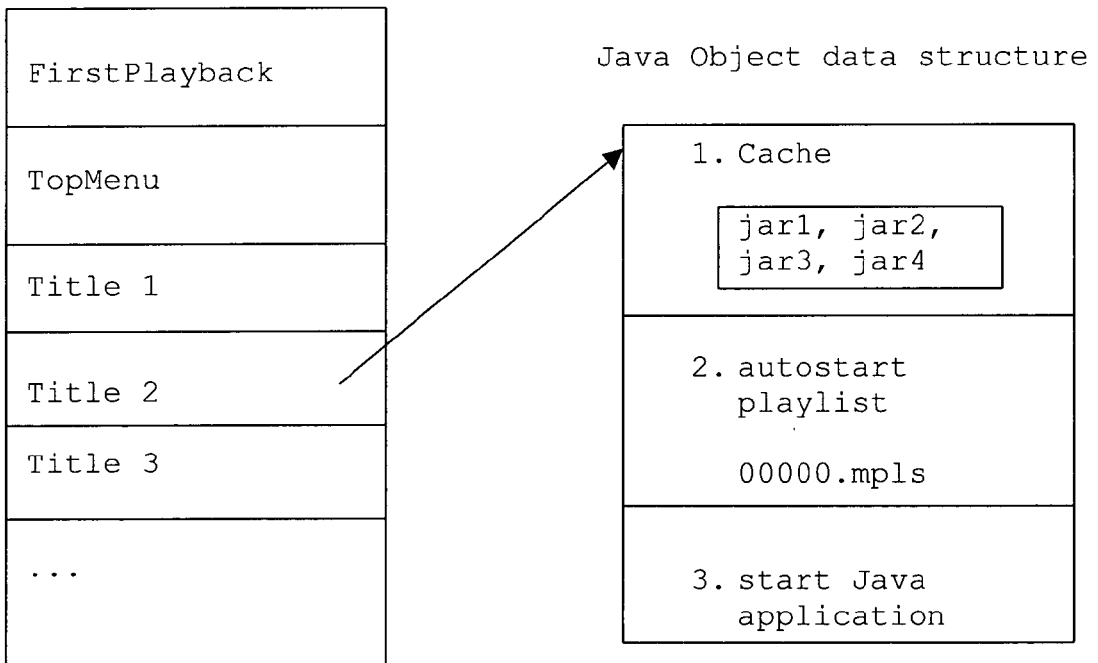 FirstPlayback
TopMenu
Title 1
Title 2
Title 3
...
Java Object data structure
1. Cache
jar1, jar2,
jar3, jar4
2. autostart
playlist
00000.mpls
3. start Java
application